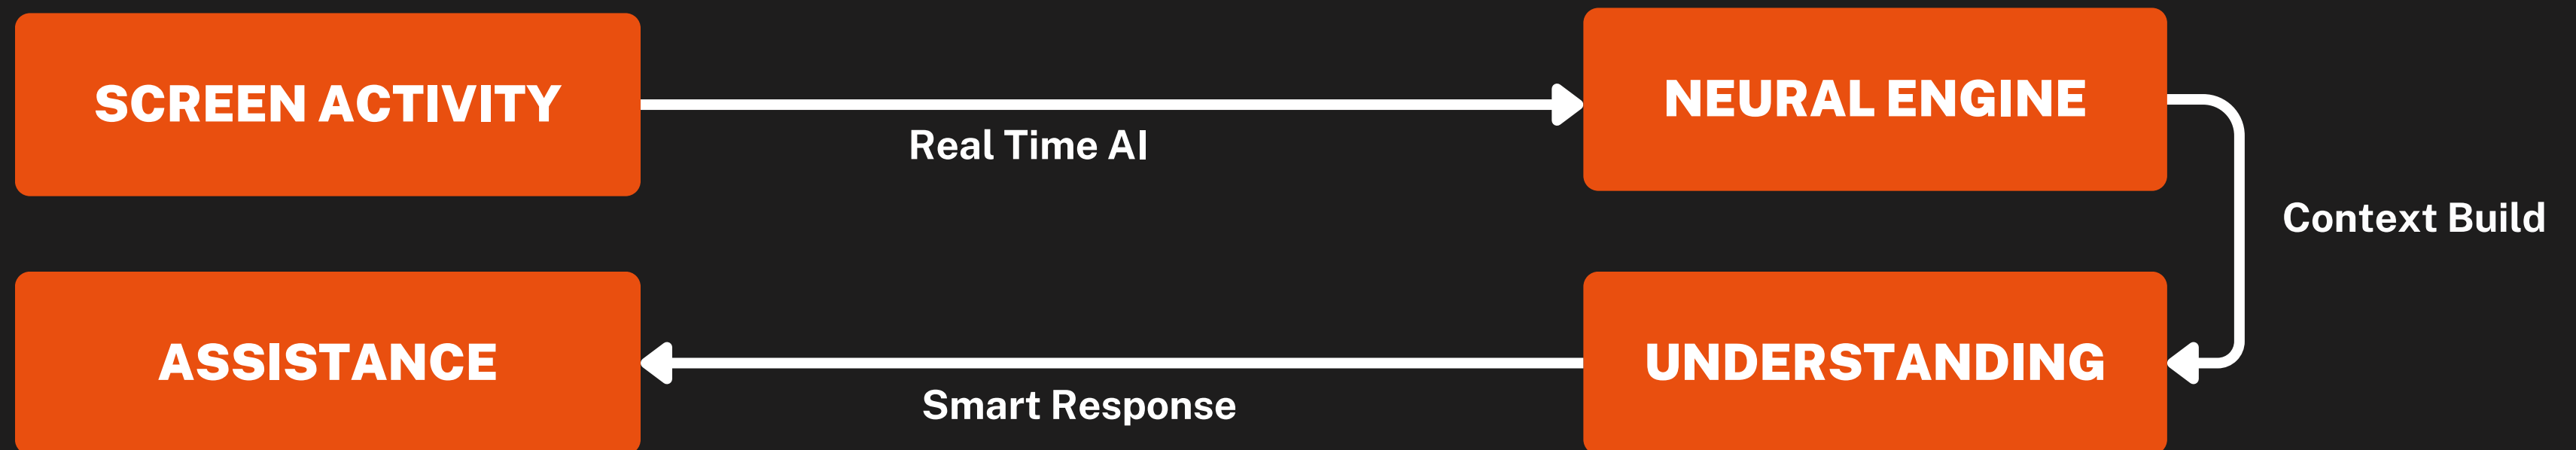 SCREEN ACTIVITY
Real Time AI
NEURAL ENGINE
Context Build
UNDERSTANDING
Smart Response
ASSISTANCE